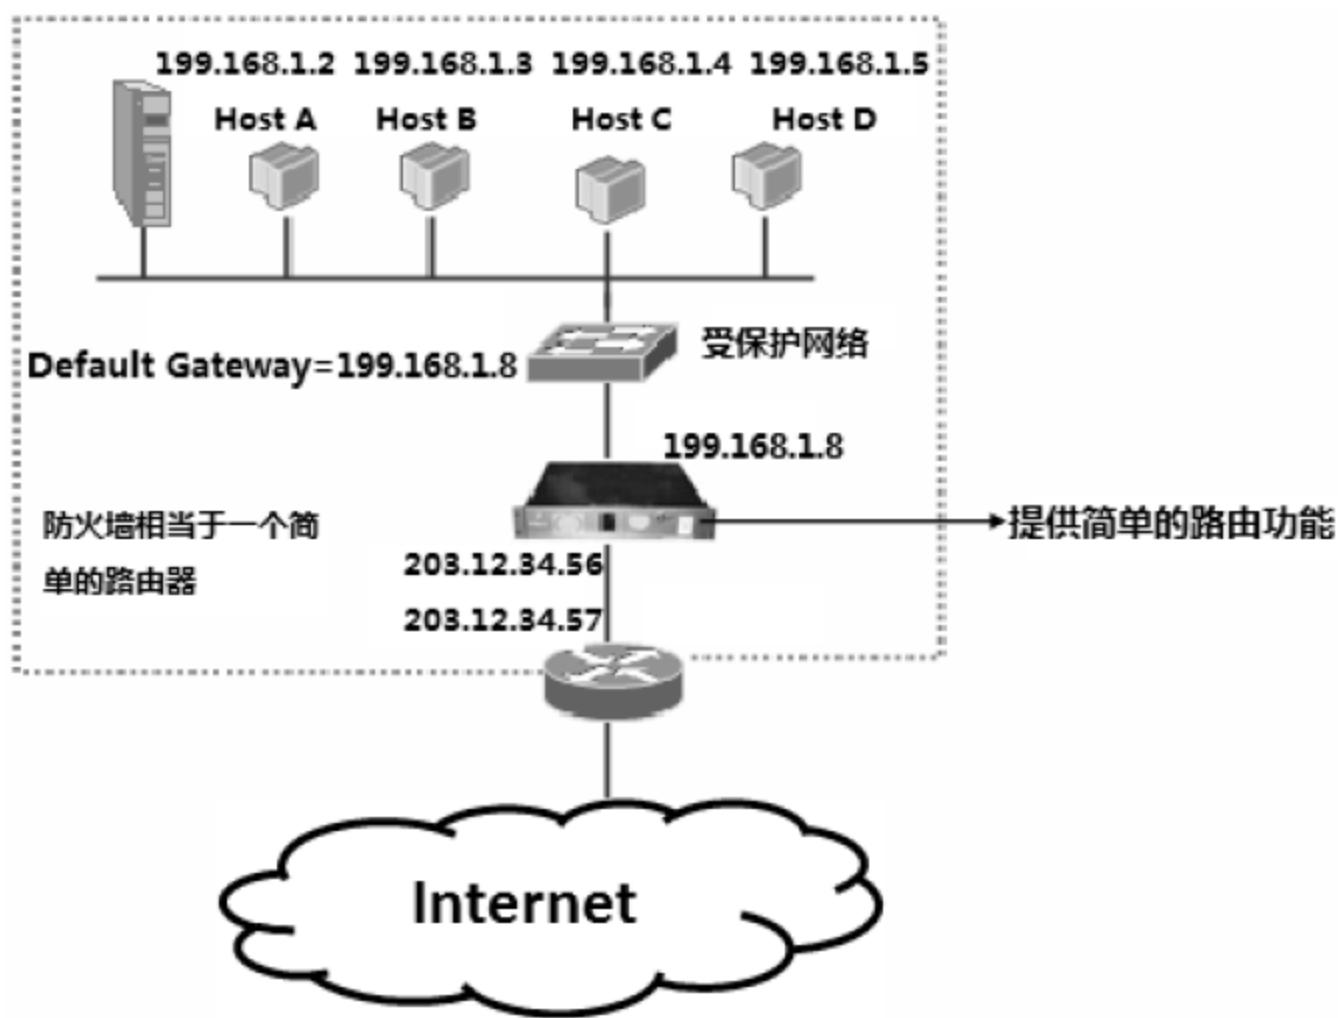 199.168.1.2 199.168.1.3 199.168.1.4 199.168.1.5
Host A Host B Host C Host D
受保护网络
Default Gateway=199.168.1.8
199.168.1.8
防火墙相当于一个简
单的路由器
提供简单的路由功能
203.12.34.56
203.12.34.57
Internet